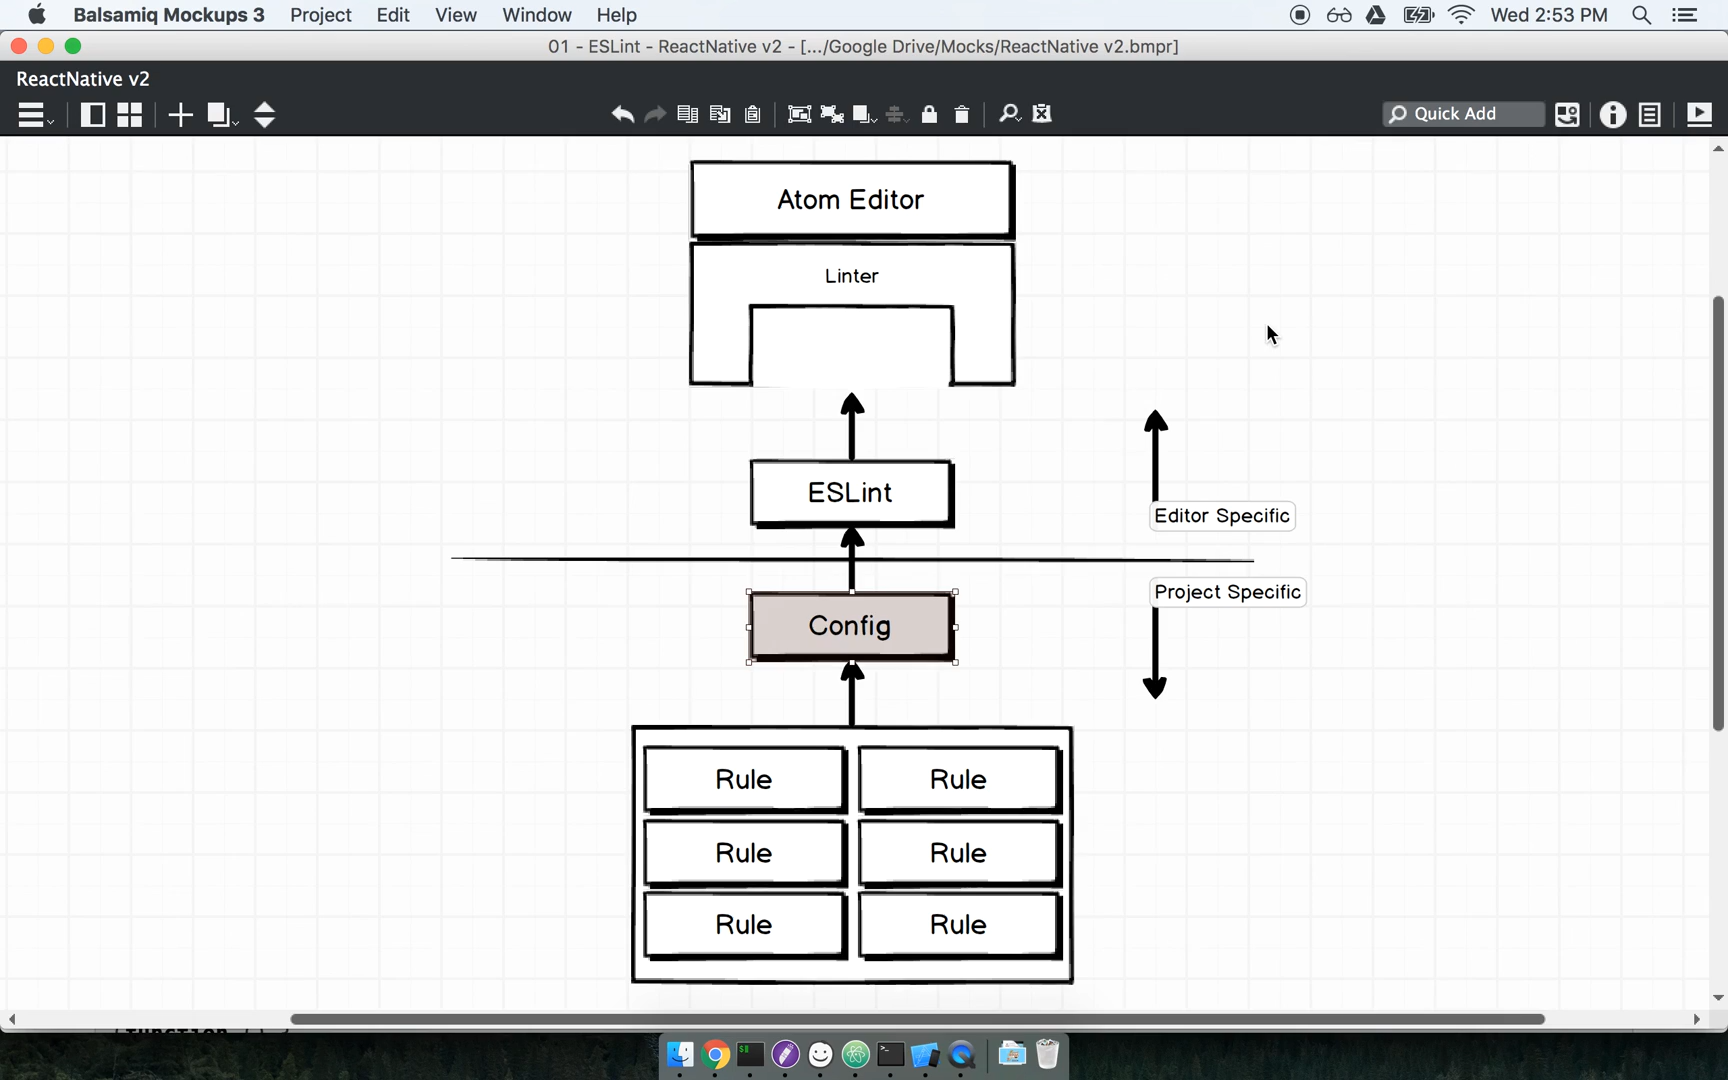 Balsamiq Mockups 3 Project Edit View Window Help Wed 2:53 PM
01 - ESLint - ReactNative v2 - [.../Google Drive/Mocks/ReactNative v2.bmpr]
ReactNative v2
Quick Add
Atom Editor
Linter
ESLint
Editor Specific
Project Specific
Config
Rule Rule
Rule Rule
Rule Rule